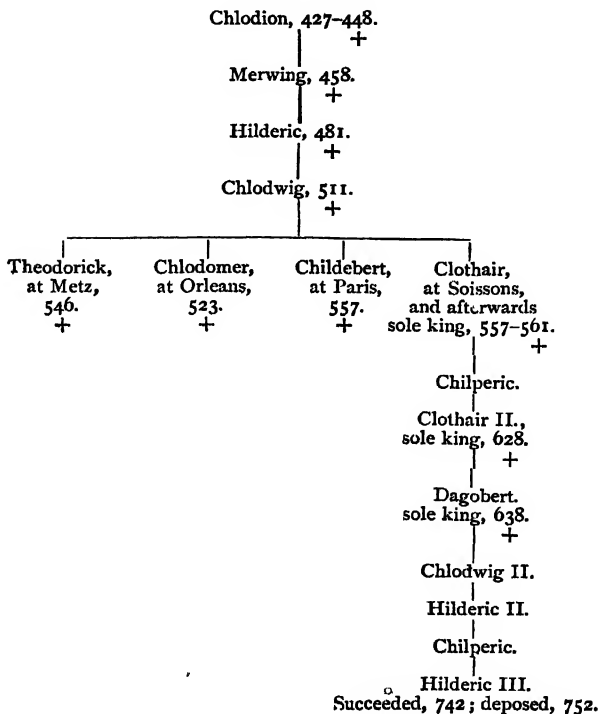 Chlodion, 427–448.
+
Merwing, 458.
+
Hilderic, 481.
+
Chlodwig, 511.
+
Theodorick,
at Metz,
546.
+
Chlodomer,
at Orleans,
523.
+
Childebert,
at Paris,
557.
+
Clothair,
at Soissons,
and afterwards
sole king, 557–561.
+
Chilperic.
Clothair II.,
sole king, 628.
+
Dagobert.
sole king, 638.
+
Chlodwig II.
Hilderic II.
Chilperic.
Hilderic III.
Succeeded, 742; deposed, 752.